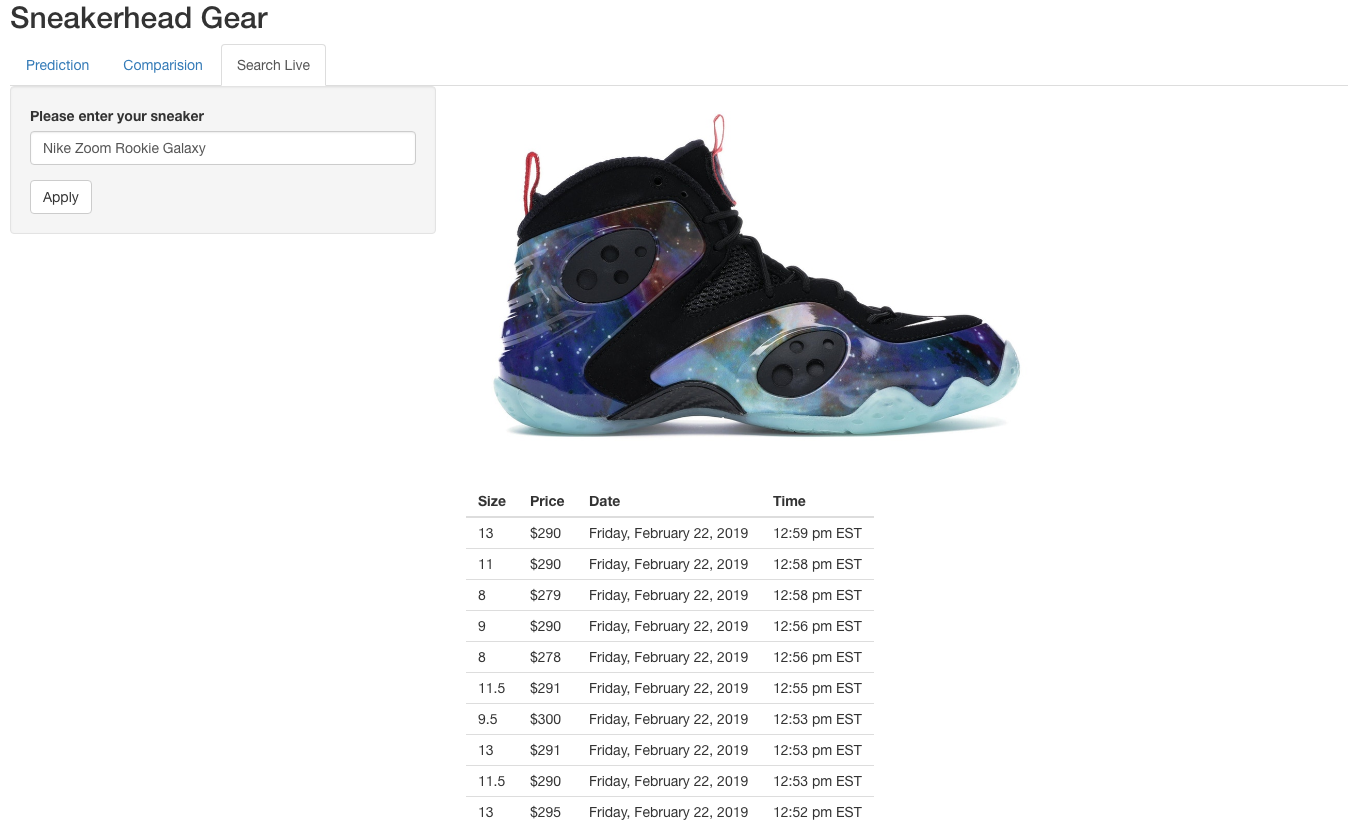 Sneakerhead Gear
Prediction Comparision Search Live
Please enter your sneaker
Nike Zoom Rookie Galaxy
Apply
Size Price Date Time
13 $290 Friday, February 22, 2019 12:59 pm EST
11 $290 Friday, February 22, 2019 12:58 pm EST
8 $279 Friday, February 22, 2019 12:58 pm EST
9 $290 Friday, February 22, 2019 12:56 pm EST
8 $278 Friday, February 22, 2019 12:56 pm EST
11.5 $291 Friday, February 22, 2019 12:55 pm EST
9.5 $300 Friday, February 22, 2019 12:53 pm EST
13 $291 Friday, February 22, 2019 12:53 pm EST
11.5 $290 Friday, February 22, 2019 12:53 pm EST
13 $295 Friday, February 22, 2019 12:52 pm EST